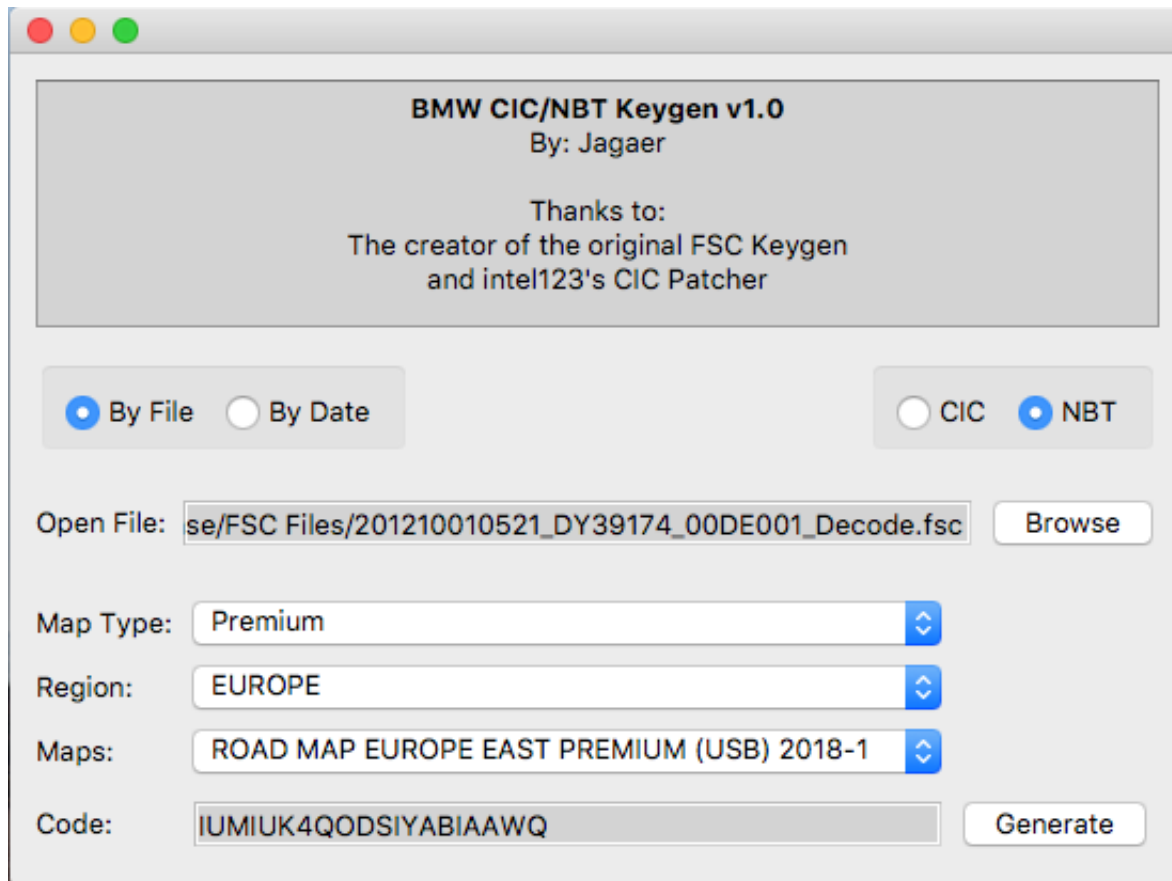 BMW CIC/NBT Keygen v1.0
By: Jagaer
Thanks to:
The creator of the original FSC Keygen
and intel123's CIC Patcher
By File By Date CIC NBT
Open File: se/FSC Files/201210010521_DY39174_00DE001_Decode.fsc Browse
Map Type: Premium
Region: EUROPE
Maps: ROAD MAP EUROPE EAST PREMIUM (USB) 2018-1
Code: IUMIUK4QODSIYABIAAWQ Generate